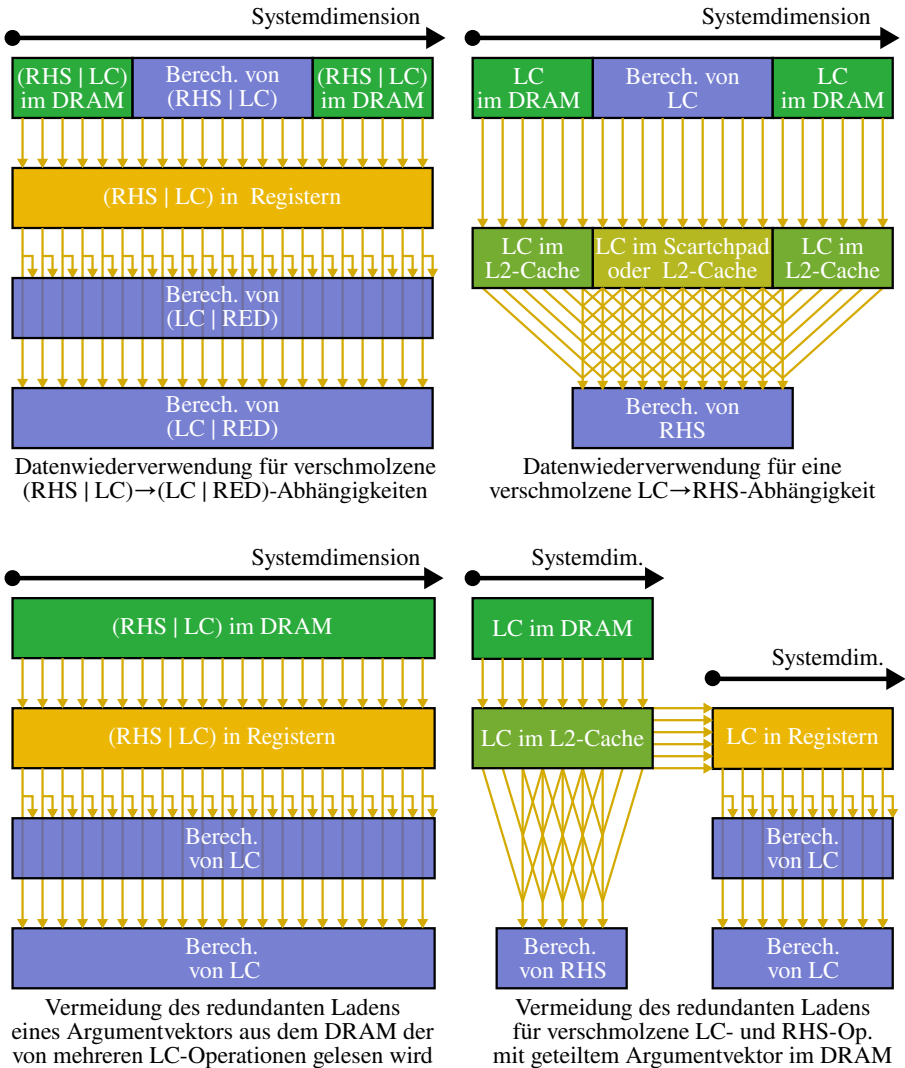 Systemdimension
(RHS | LC)
im DRAM
Berech. von
(RHS | LC)
(RHS | LC)
im DRAM
(RHS | LC) in Registern
Berech. von
(LC | RED)
Berech. von
(LC | RED)
Datenwiederverwendung für verschmolzene
(RHS | LC)→(LC | RED)-Abhängigkeiten
Systemdimension
LC
im DRAM
Berech. von
LC
LC
im DRAM
LC im
L2-Cache
LC im Scartchpad
oder L2-Cache
LC im
L2-Cache
Berech. von
RHS
Datenwiederverwendung für eine
verschmolzene LC→RHS-Abhängigkeit
Systemdimension
(RHS | LC) im DRAM
(RHS | LC) in Registern
Berech.
von LC
Berech.
von LC
Vermeidung des redundanten Ladens
eines Argumentvektors aus dem DRAM der
von mehreren LC-Operationen gelesen wird
Systemdim.
LC im DRAM
LC im L2-Cache
Berech.
von RHS
Systemdim.
LC in Registern
Berech.
von LC
Berech.
von LC
Vermeidung des redundanten Ladens
für verschmolzene LC- und RHS-Op.
mit geteiltem Argumentvektor im DRAM